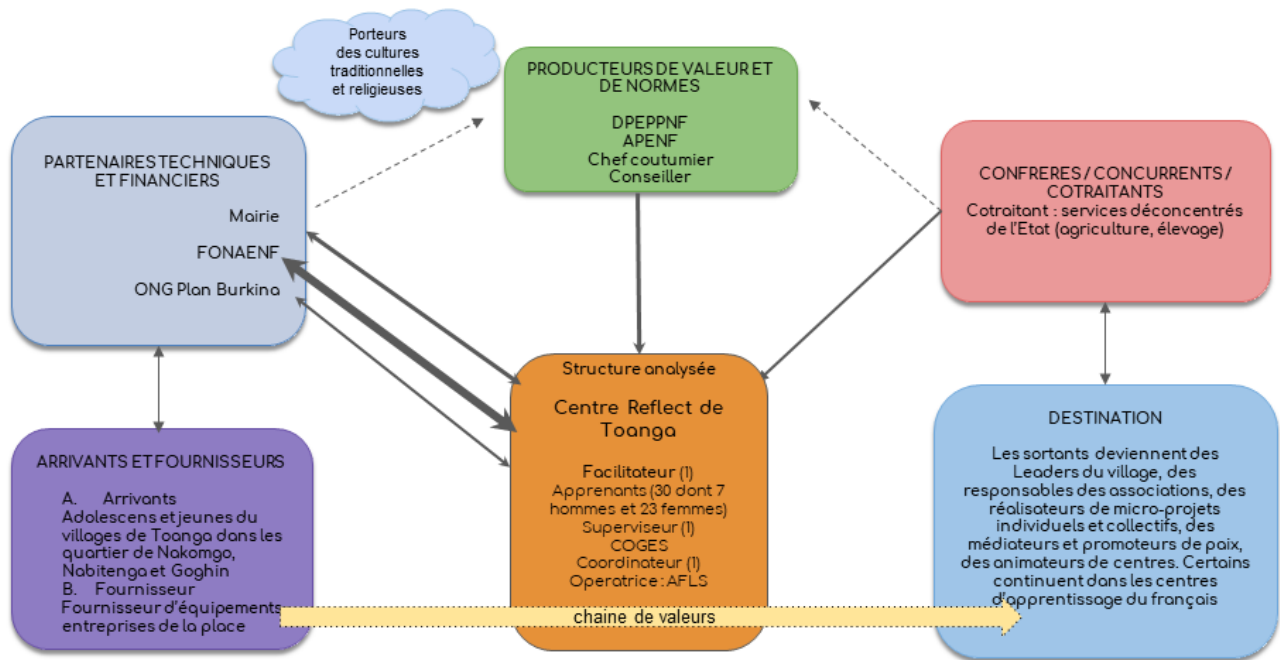 Porteurs
des cultures
traditionnelles
et religieuses
PRODUCTEURS DE VALEUR ET
DE NORMES
DPEPPNF
APENF
Chef coutumier
Conseiller
PARTENAIRES TECHNIQUES
ET FINANCIERS
Mairie
FONAENF
ONG Plan Burkina
CONFRERES / CONCURRENTS /
COTRAITANTS
Cotraitant : services déconcentrés
de l'Etat (agriculture, élevage)
Structure analysée
Centre Reflect de
Toanga
Facilitateur (1)
Apprenants (30 dont 7
hommes et 23 femmes)
Superviseur (1)
COGES
Coordinateur (1)
Operatrice : AFLS
ARRIVANTS ET FOURNISSEURS
A. Arrivants
Adolescens et jeunes du
villages de Toanga dans les
quartier de Nakomgo,
Nabitenga et Goghin
B. Fournisseur
Fournisseur d'équipements
entreprises de la place
DESTINATION
Les sortants deviennent des
Leaders du village, des
responsables des associations, des
réalisateurs de micro-projets
individuels et collectifs, des
médiateurs et promoteurs de paix,
des animateurs de centres. Certains
continuent dans les centres
d'apprentissage du français
chaine de valeurs